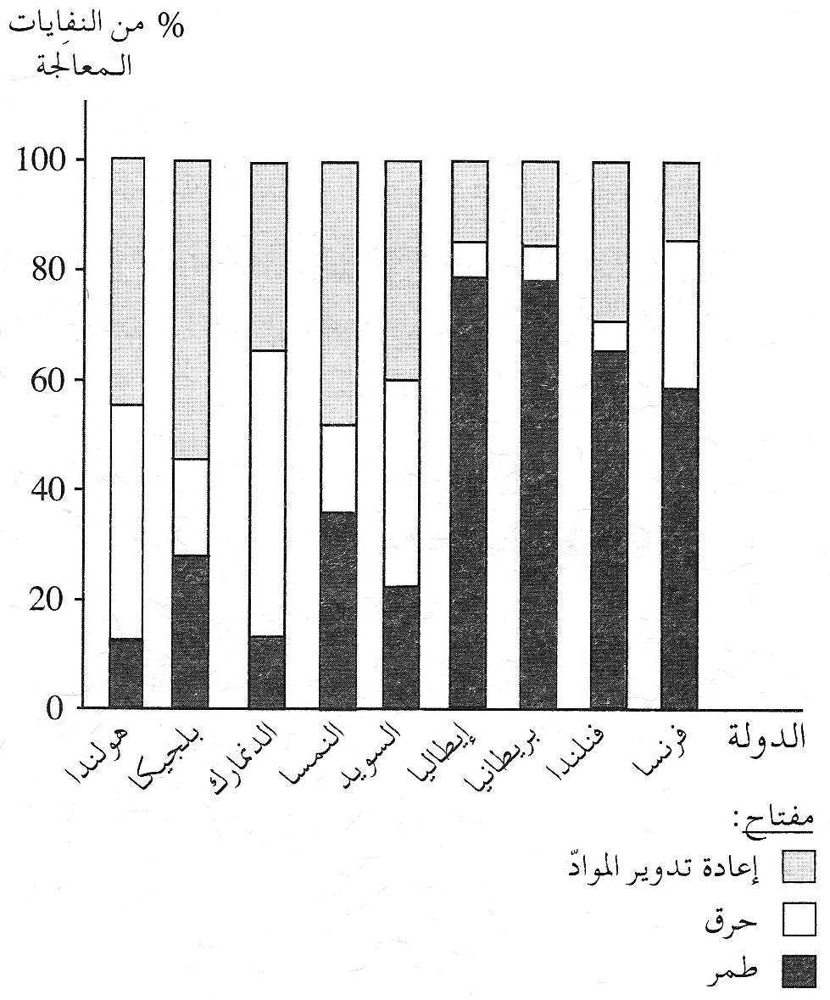 % من النفايات
المعالَجة
100
80
60
40
20
0
هولندا
بلجيكا
الدنمارك
النمسا
السويد
إيطاليا
بريطانيا
فنلندا
فرنسا
الدولة
مفتاح:
إعادة تدوير الموادّ
حرق
طمر